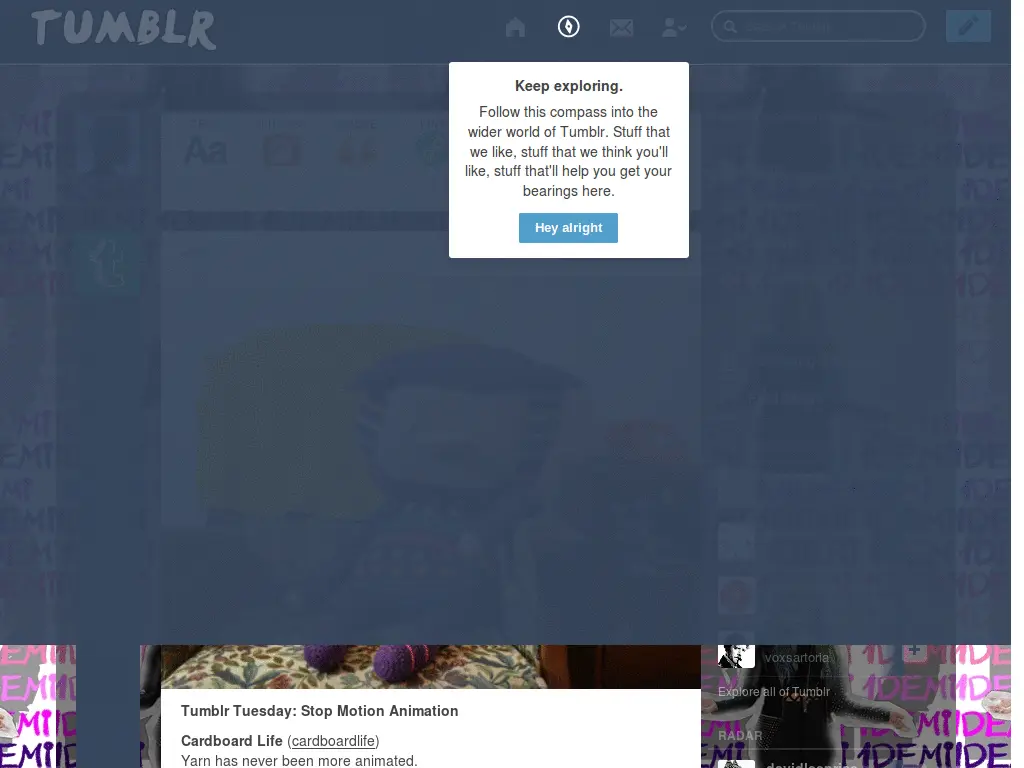 TUMBLR
Keep exploring.
Follow this compass into the
wider world of Tumblr. Stuff that
we like, stuff that we think you'll
like, stuff that'll help you get your
bearings here.
Hey alright
Aa
voxsartoria
Explore all of Tumblr
RADAR
Tumblr Tuesday: Stop Motion Animation
Cardboard Life (cardboardlife)
Yarn has never been more animated.